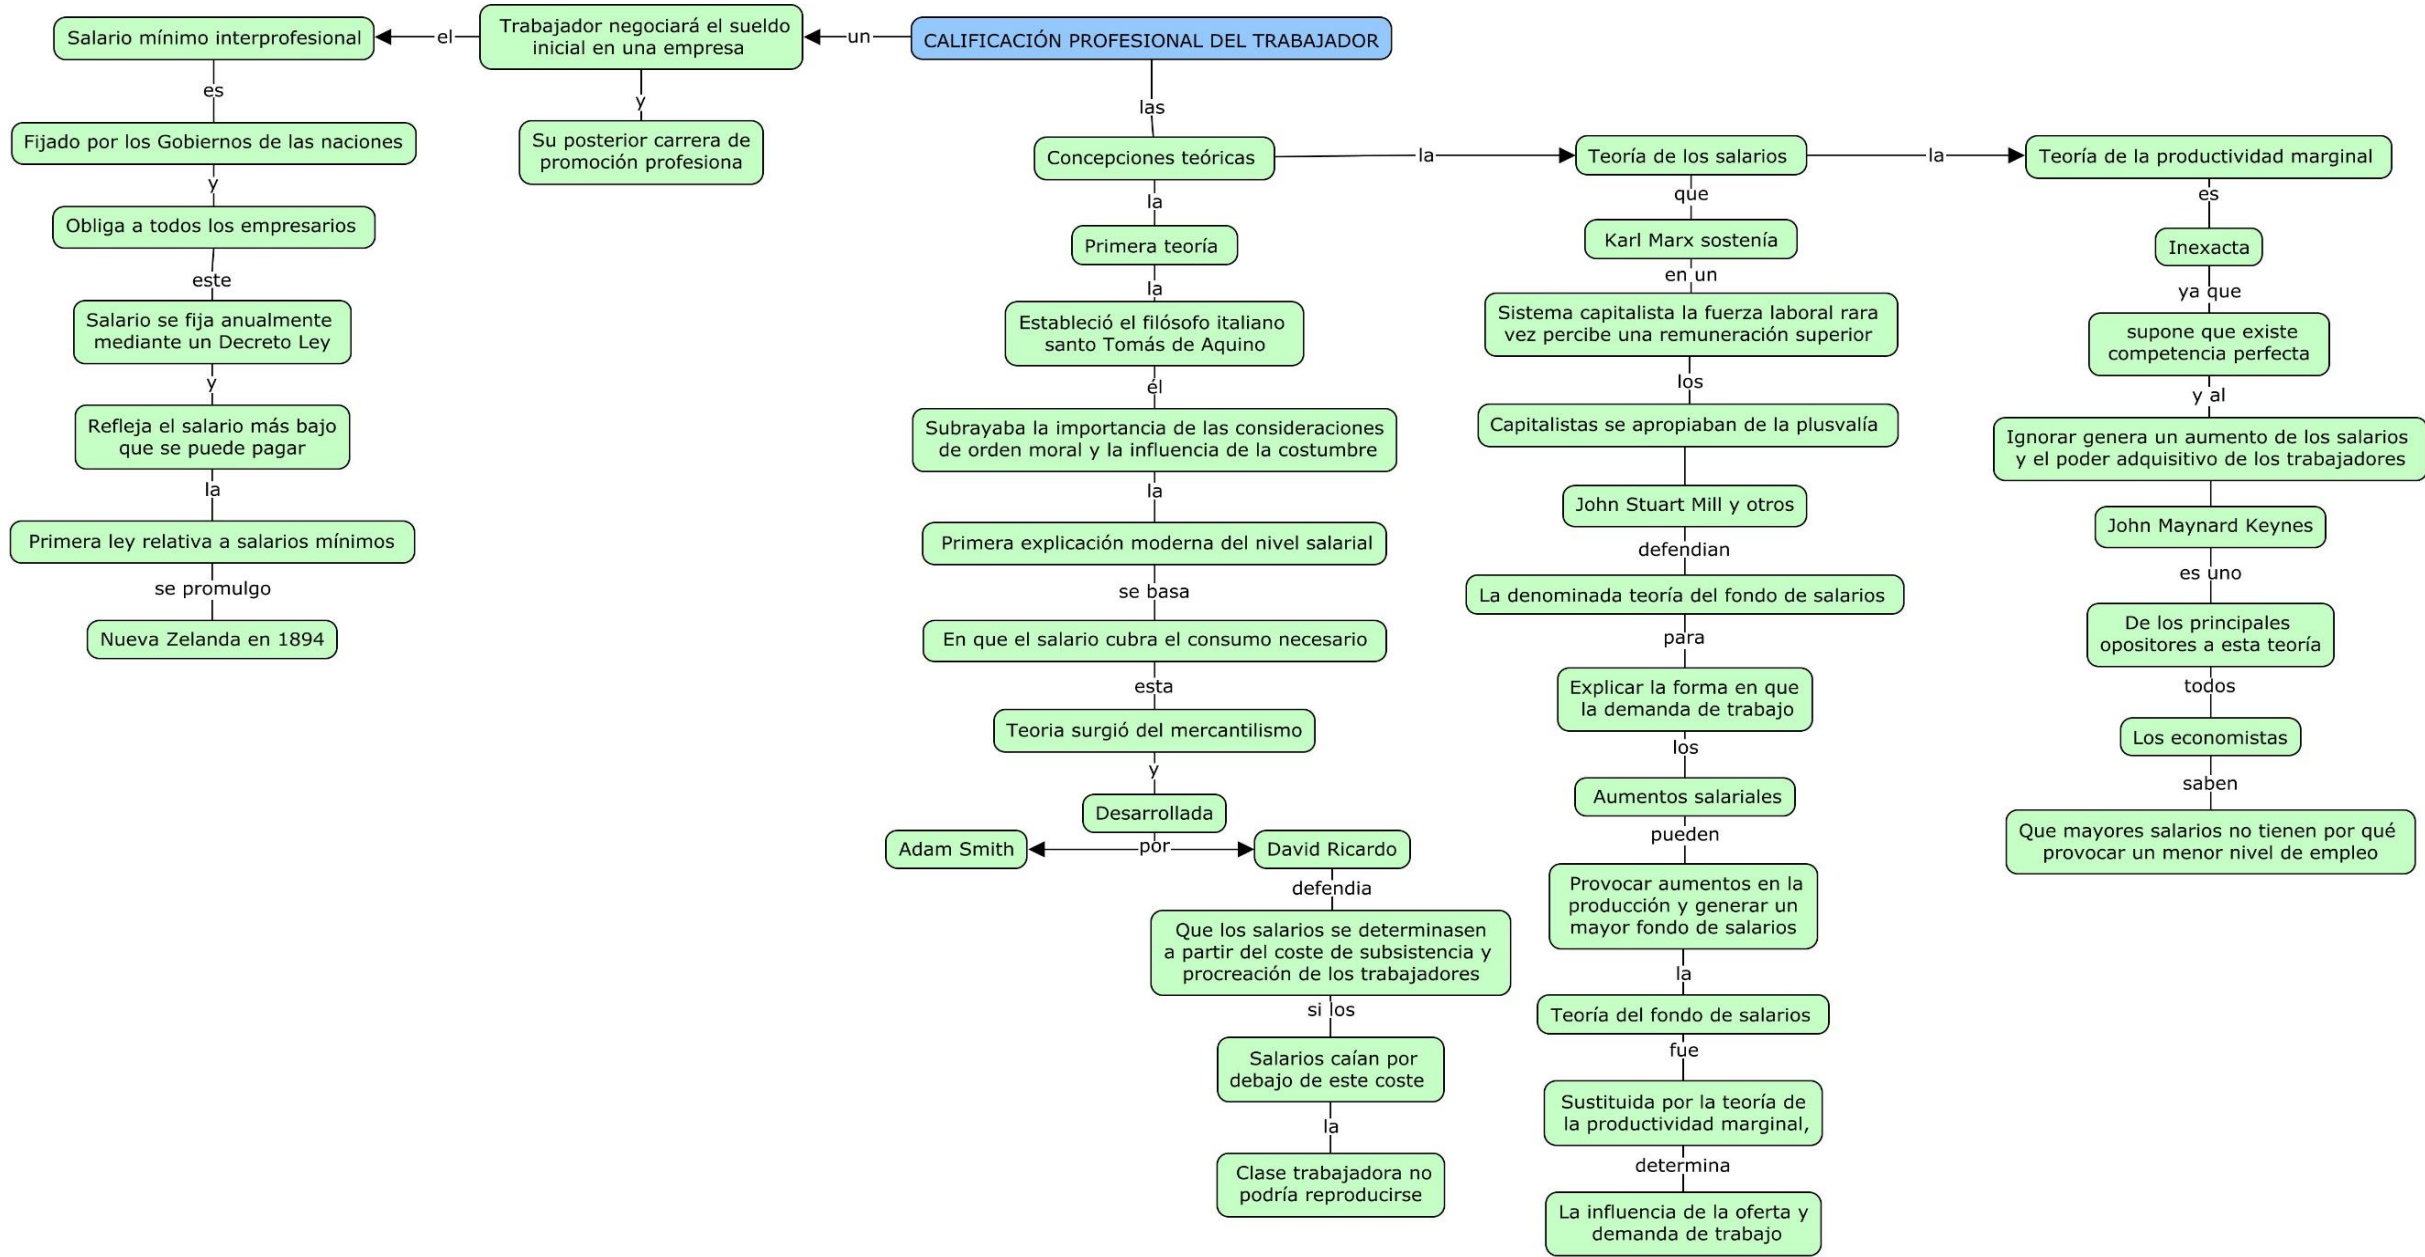 CALIFICACIÓN PROFESIONAL DEL TRABAJADOR
un
Trabajador negociará el sueldo
inicial en una empresa
y
Su posterior carrera de
promoción profesiona
el
Salario mínimo interprofesional
es
Fijado por los Gobiernos de las naciones
y
Obliga a todos los empresarios
este
Salario se fija anualmente
mediante un Decreto Ley
y
Refleja el salario más bajo
que se puede pagar
la
Primera ley relativa a salarios mínimos
se promulgo
Nueva Zelanda en 1894
las
Concepciones teóricas
la
Primera teoría
la
Estableció el filósofo italiano
santo Tomás de Aquino
él
Subrayaba la importancia de las consideraciones
de orden moral y la influencia de la costumbre
la
Primera explicación moderna del nivel salarial
se basa
En que el salario cubra el consumo necesario
esta
Teoria surgió del mercantilismo
y
Desarrollada
por
Adam Smith
David Ricardo
defendia
Que los salarios se determinasen
a partir del coste de subsistencia y
procreación de los trabajadores
si los
Salarios caían por
debajo de este coste
la
Clase trabajadora no
podría reproducirse
la
Teoría de los salarios
que
Karl Marx sostenía
en un
Sistema capitalista la fuerza laboral rara
vez percibe una remuneración superior
los
Capitalistas se apropiaban de la plusvalía
John Stuart Mill y otros
defendian
La denominada teoría del fondo de salarios
para
Explicar la forma en que
la demanda de trabajo
los
Aumentos salariales
pueden
Provocar aumentos en la
producción y generar un
mayor fondo de salarios
la
Teoría del fondo de salarios
fue
Sustituida por la teoría de
la productividad marginal,
determina
La influencia de la oferta y
demanda de trabajo
la
Teoría de la productividad marginal
es
Inexacta
ya que
supone que existe
competencia perfecta
y al
Ignorar genera un aumento de los salarios
y el poder adquisitivo de los trabajadores
John Maynard Keynes
es uno
De los principales
opositores a esta teoría
todos
Los economistas
saben
Que mayores salarios no tienen por qué
provocar un menor nivel de empleo